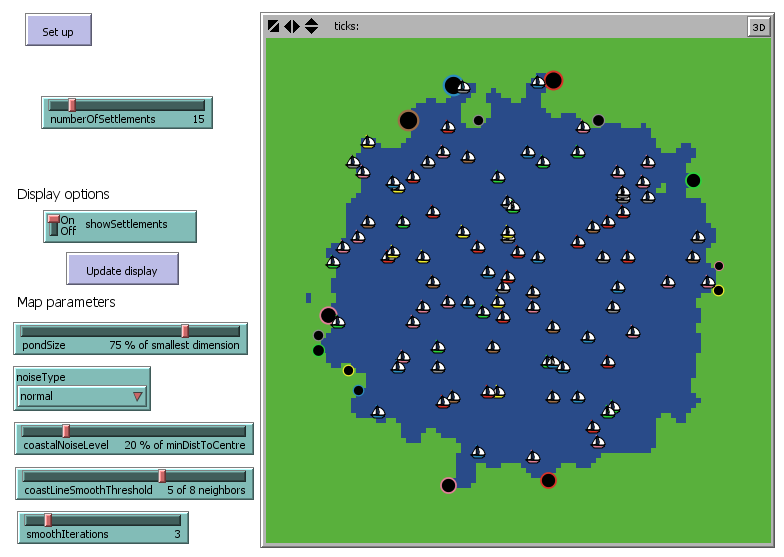 Set up
ticks:
3D
numberOfSettlements 15
Display options
On
Off
showSettlements
Update display
Map parameters
pondSize 75 % of smallest dimension
noiseType
normal
coastalNoiseLevel 20 % of minDistToCentre
coastLineSmoothThreshold 5 of 8 neighbors
smoothIterations 3